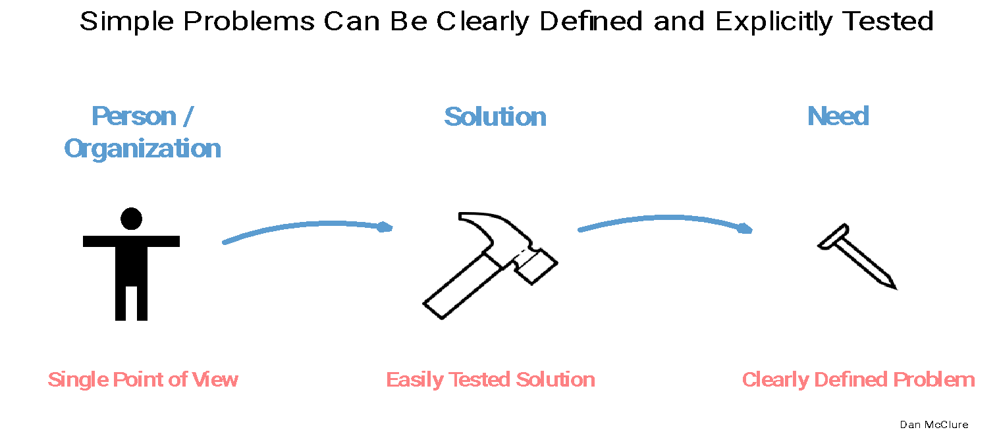 Simple Problems Can Be Clearly Defined and Explicitly Tested
Person /
Organization
Solution
Need
Single Point of View
Easily Tested Solution
Clearly Defined Problem
Dan McClure